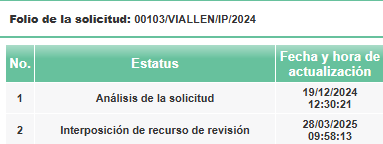 Folio de la solicitud: 00103/VIALLEN/IP/2024
No. Estatus Fecha y hora de actualización
1 Análisis de la solicitud 19/12/2024 12:30:21
2 Interposición de recurso de revisión 28/03/2025 09:58:13